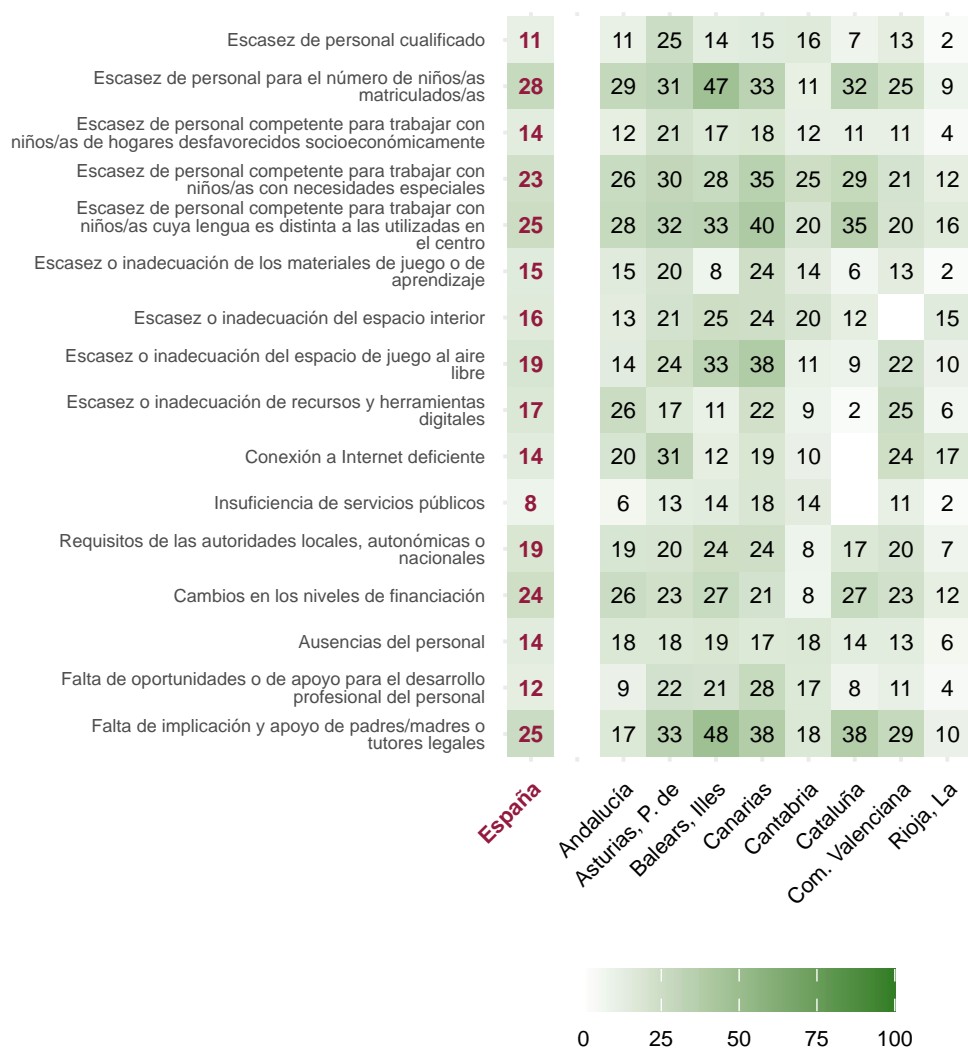 Escasez de personal cualificado 11 11 25 14 15 16 7 13 2
Escasez de personal para el número de niños/as
matriculados/as 28 29 31 47 33 11 32 25 9
Escasez de personal competente para trabajar con
niños/as de hogares desfavorecidos socioeconómicamente 14 12 21 17 18 12 11 11 4
Escasez de personal competente para trabajar con
niños/as con necesidades especiales 23 26 30 28 35 25 29 21 12
Escasez de personal competente para trabajar con
niños/as cuya lengua es distinta a las utilizadas en
el centro 25 28 32 33 40 20 35 20 16
Escasez o inadecuación de los materiales de juego o de
aprendizaje 15 15 20 8 24 14 6 13 2
Escasez o inadecuación del espacio interior 16 13 21 25 24 20 12 15
Escasez o inadecuación del espacio de juego al aire
libre 19 14 24 33 38 11 9 22 10
Escasez o inadecuación de recursos y herramientas
digitales 17 26 17 11 22 9 2 25 6
Conexión a Internet deficiente 14 20 31 12 19 10 24 17
Insuficiencia de servicios públicos 8 6 13 14 18 14 11 2
Requisitos de las autoridades locales, autonómicas o
nacionales 19 19 20 24 24 8 17 20 7
Cambios en los niveles de financiación 24 26 23 27 21 8 27 23 12
Ausencias del personal 14 18 18 19 17 18 14 13 6
Falta de oportunidades o de apoyo para el desarrollo
profesional del personal 12 9 22 21 28 17 8 11 4
Falta de implicación y apoyo de padres/madres o
tutores legales 25 17 33 48 38 18 38 29 10
España
Andalucía
Asturias, P. de
Balears, Illes
Canarias
Cantabria
Cataluña
Com. Valenciana
Rioja, La
0 25 50 75 100